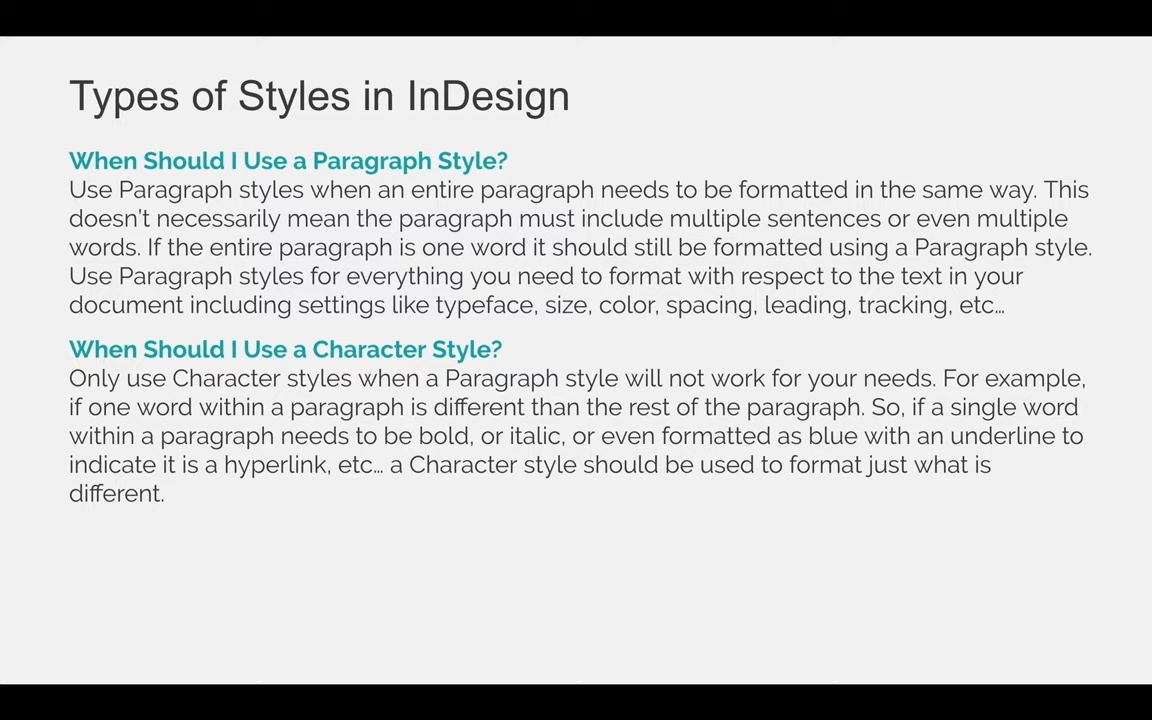 Types of Styles in InDesign
When Should I Use a Paragraph Style?
Use Paragraph styles when an entire paragraph needs to be formatted in the same way. This
doesn’t necessarily mean the paragraph must include multiple sentences or even multiple
words. If the entire paragraph is one word it should still be formatted using a Paragraph style.
Use Paragraph styles for everything you need to format with respect to the text in your
document including settings like typeface, size, color, spacing, leading, tracking, etc…
When Should I Use a Character Style?
Only use Character styles when a Paragraph style will not work for your needs. For example,
if one word within a paragraph is different than the rest of the paragraph. So, if a single word
within a paragraph needs to be bold, or italic, or even formatted as blue with an underline to
indicate it is a hyperlink, etc… a Character style should be used to format just what is
different.